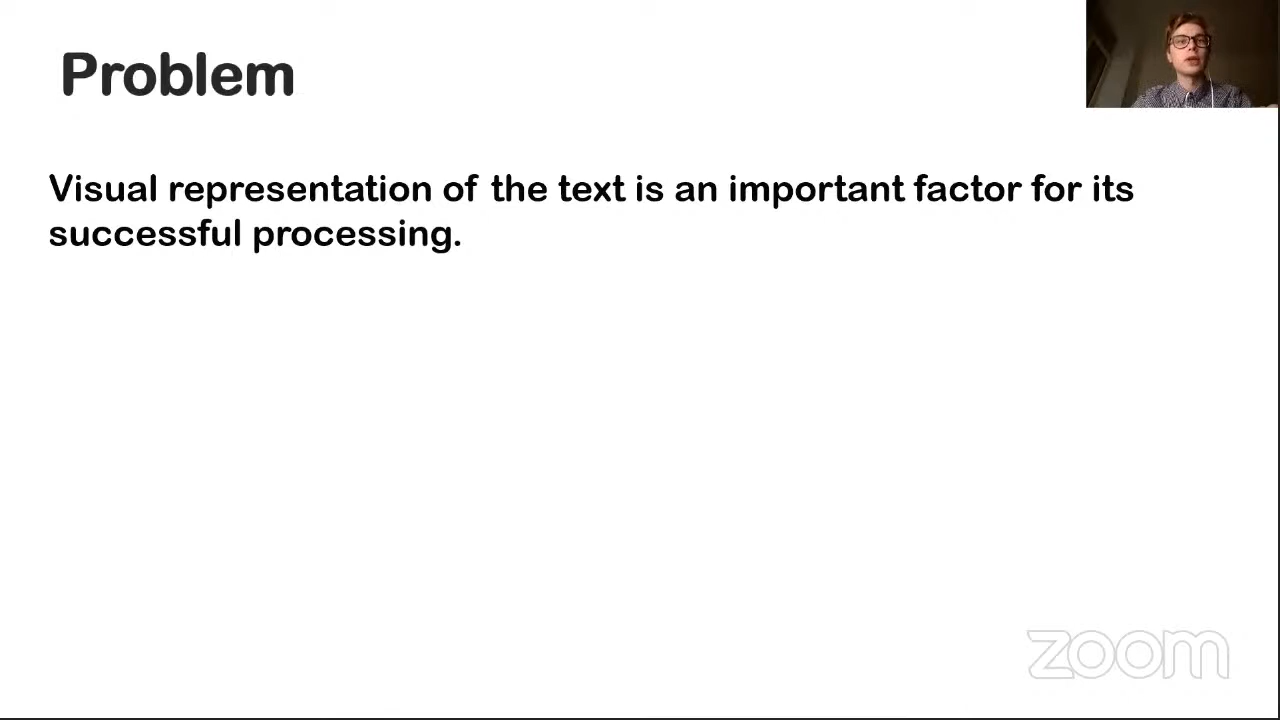 Problem
Visual representation of the text is an important factor for its
successful processing.
zoom